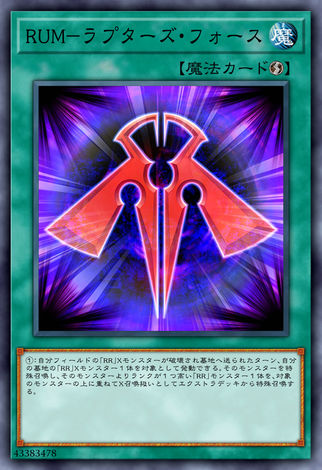 RUM−ラプターズ・フォース
魔
【魔法カード】
①:自分フィールドの「RR」Xモンスターが破壊され墓地へ送られたターン、自分
の墓地の「RR」Xモンスター1体を対象として発動できる。そのモンスターを特
殊召喚し、そのモンスターよりランクが1つ高い「RR」モンスター1体を、対象
のモンスターの上に重ねてX召喚扱いとしてエクストラデッキから特殊召喚す
る。
43383478